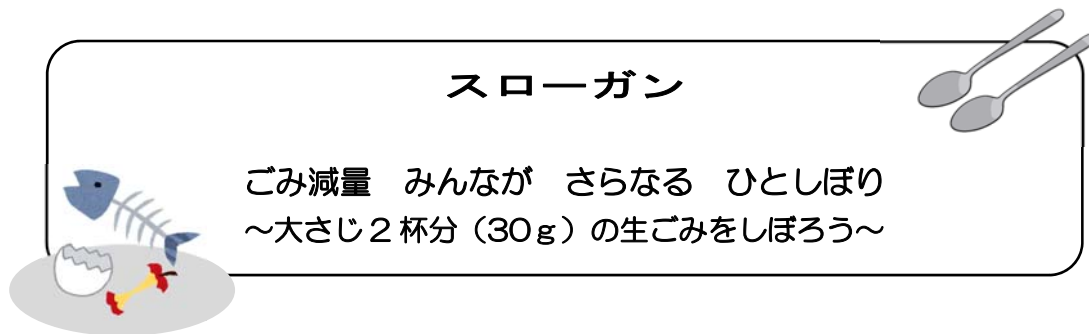 スローガン
ごみ減量　みんなが　さらなる　ひとしぼり
～大さじ２杯分（30ｇ）の生ごみをしぼろう～